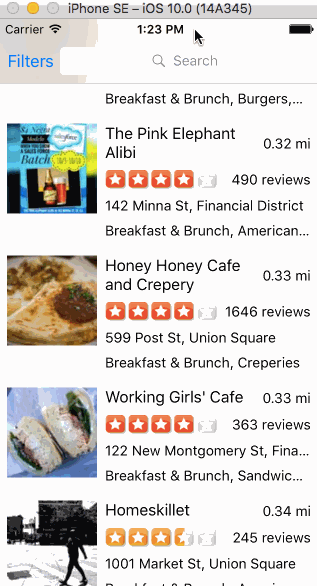 iPhone SE – iOS 10.0 (14A345)
Carrier 1:23 PM
Filters Search
Breakfast & Brunch, Burgers,...
The Pink Elephant
Alibi
0.32 mi
490 reviews
142 Minna St, Financial District
Breakfast & Brunch, American...
Honey Honey Cafe
and Crepery
0.33 mi
1646 reviews
599 Post St, Union Square
Breakfast & Brunch, Creperies
Working Girls' Cafe 0.33 mi
363 reviews
122 New Montgomery St, Fina...
Breakfast & Brunch, Sandwic...
Homeskillet 0.34 mi
245 reviews
1001 Market St, Union Square